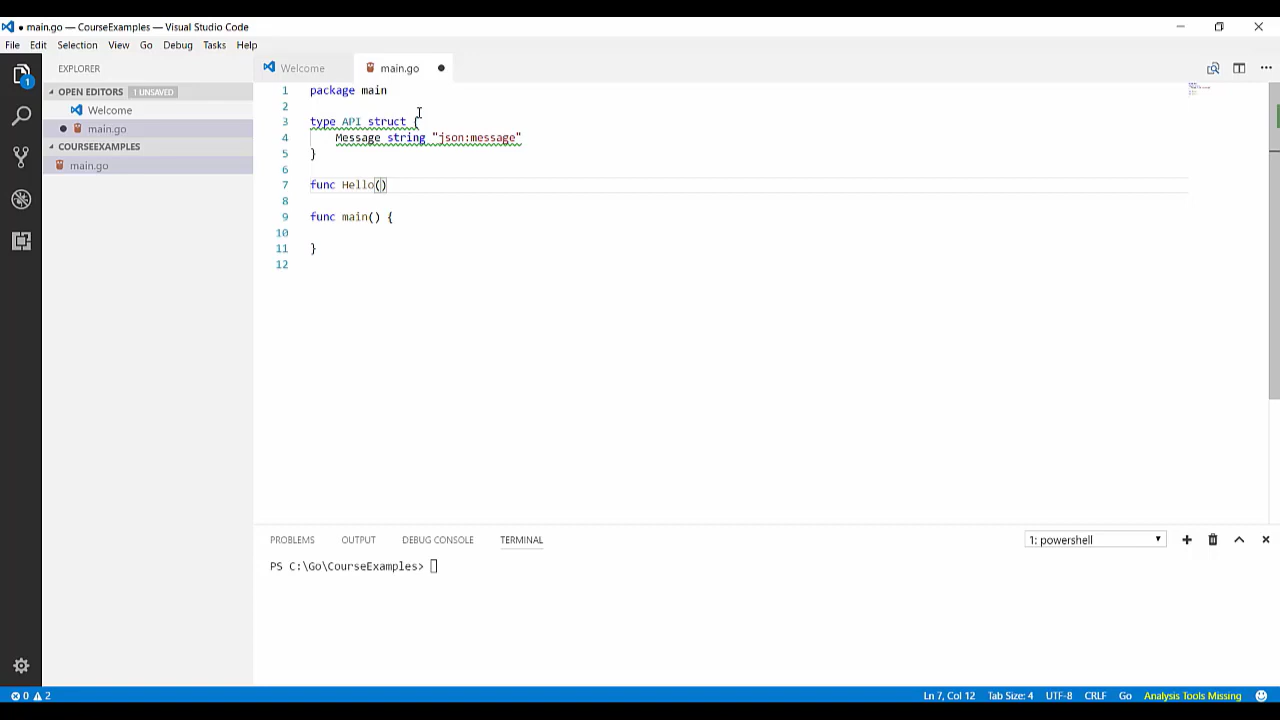 main.go — CourseExamples — Visual Studio Code
File Edit Selection View Go Debug Tasks Help
EXPLORER
OPEN EDITORS 1 UNSAVED
Welcome
main.go
COURSEEXAMPLES
main.go
1
Welcome
main.go
1 package main
2
3 type API struct {
4 Message string "json:message"
5 }
6
7 func Hello()
8
9 func main() {
10
11 }
12
PROBLEMS OUTPUT DEBUG CONSOLE TERMINAL
1: powershell
PS C:\Go\CourseExamples>
0 2
Ln 7, Col 12 Tab Size: 4 UTF-8 CRLF Go Analysis Tools Missing